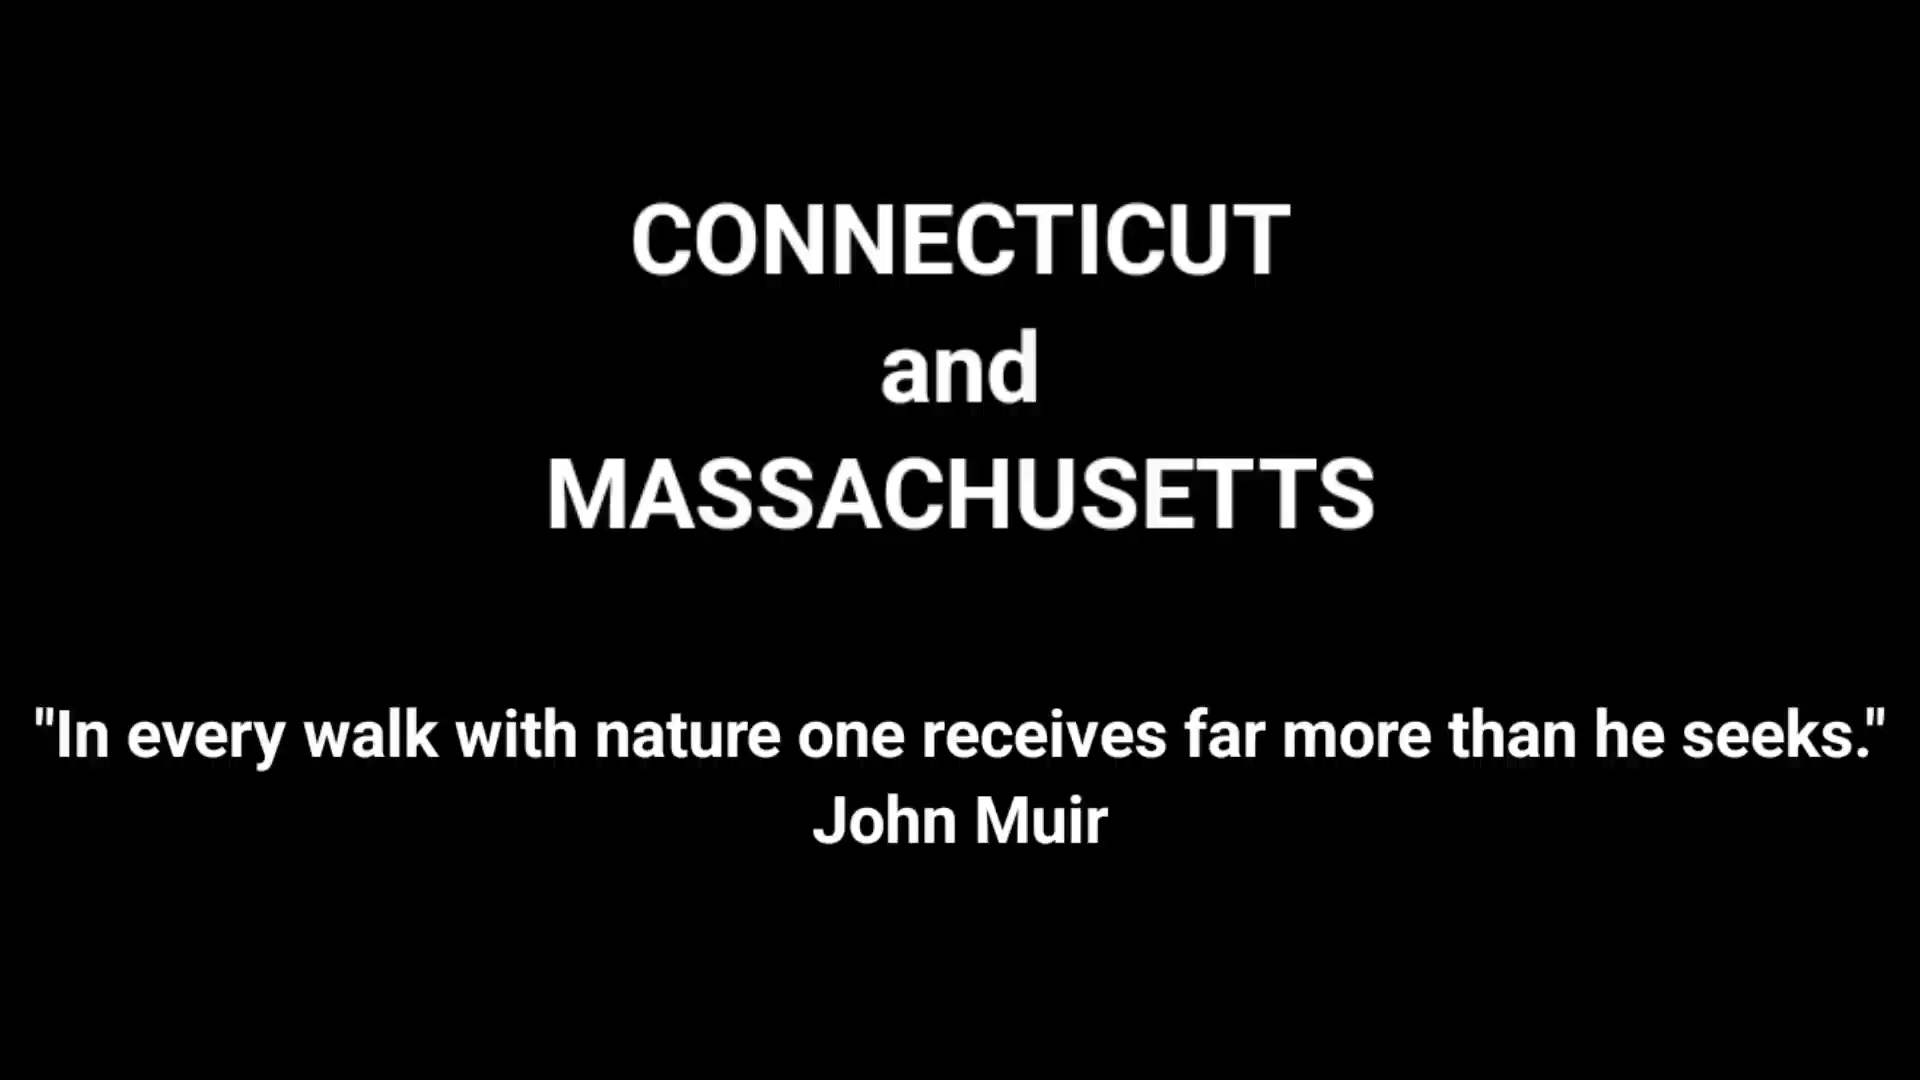 CONNECTICUT
and
MASSACHUSETTS
"In every walk with nature one receives far more than he seeks."
John Muir